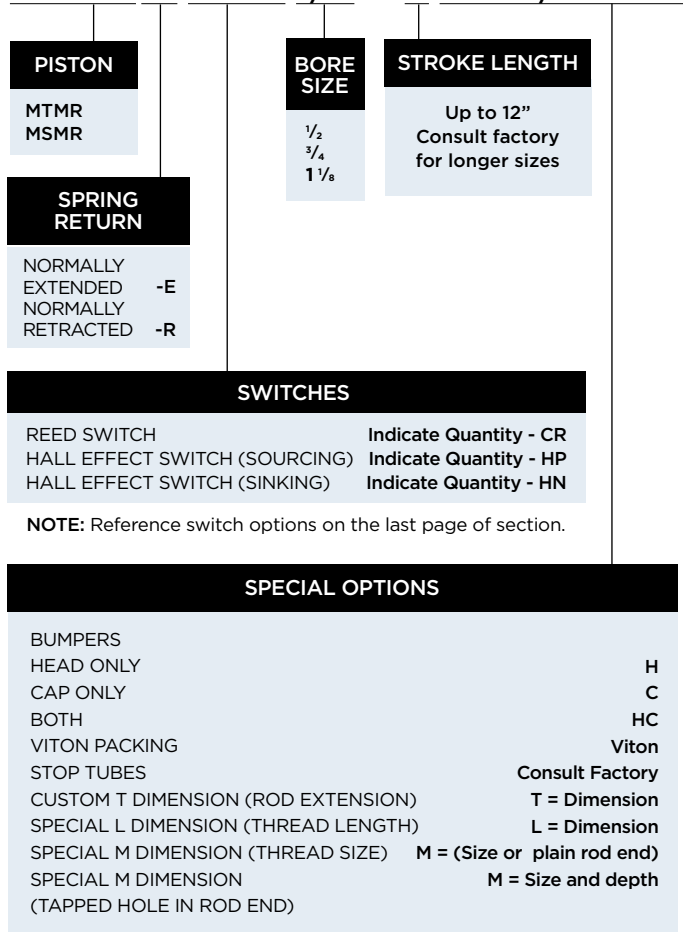 PISTON
MTMR
MSMR
BORE
SIZE
1/2
3/4
1 1/8
STROKE LENGTH
Up to 12”
Consult factory
for longer sizes
SPRING
RETURN
NORMALLY
EXTENDED -E
NORMALLY
RETRACTED -R
SWITCHES
REED SWITCH Indicate Quantity - CR
HALL EFFECT SWITCH (SOURCING) Indicate Quantity - HP
HALL EFFECT SWITCH (SINKING) Indicate Quantity - HN
NOTE: Reference switch options on the last page of section.
SPECIAL OPTIONS
BUMPERS
HEAD ONLY H
CAP ONLY C
BOTH HC
VITON PACKING Viton
STOP TUBES Consult Factory
CUSTOM T DIMENSION (ROD EXTENSION) T = Dimension
SPECIAL L DIMENSION (THREAD LENGTH) L = Dimension
SPECIAL M DIMENSION (THREAD SIZE) M = (Size or plain rod end)
SPECIAL M DIMENSION M = Size and depth
(TAPPED HOLE IN ROD END)